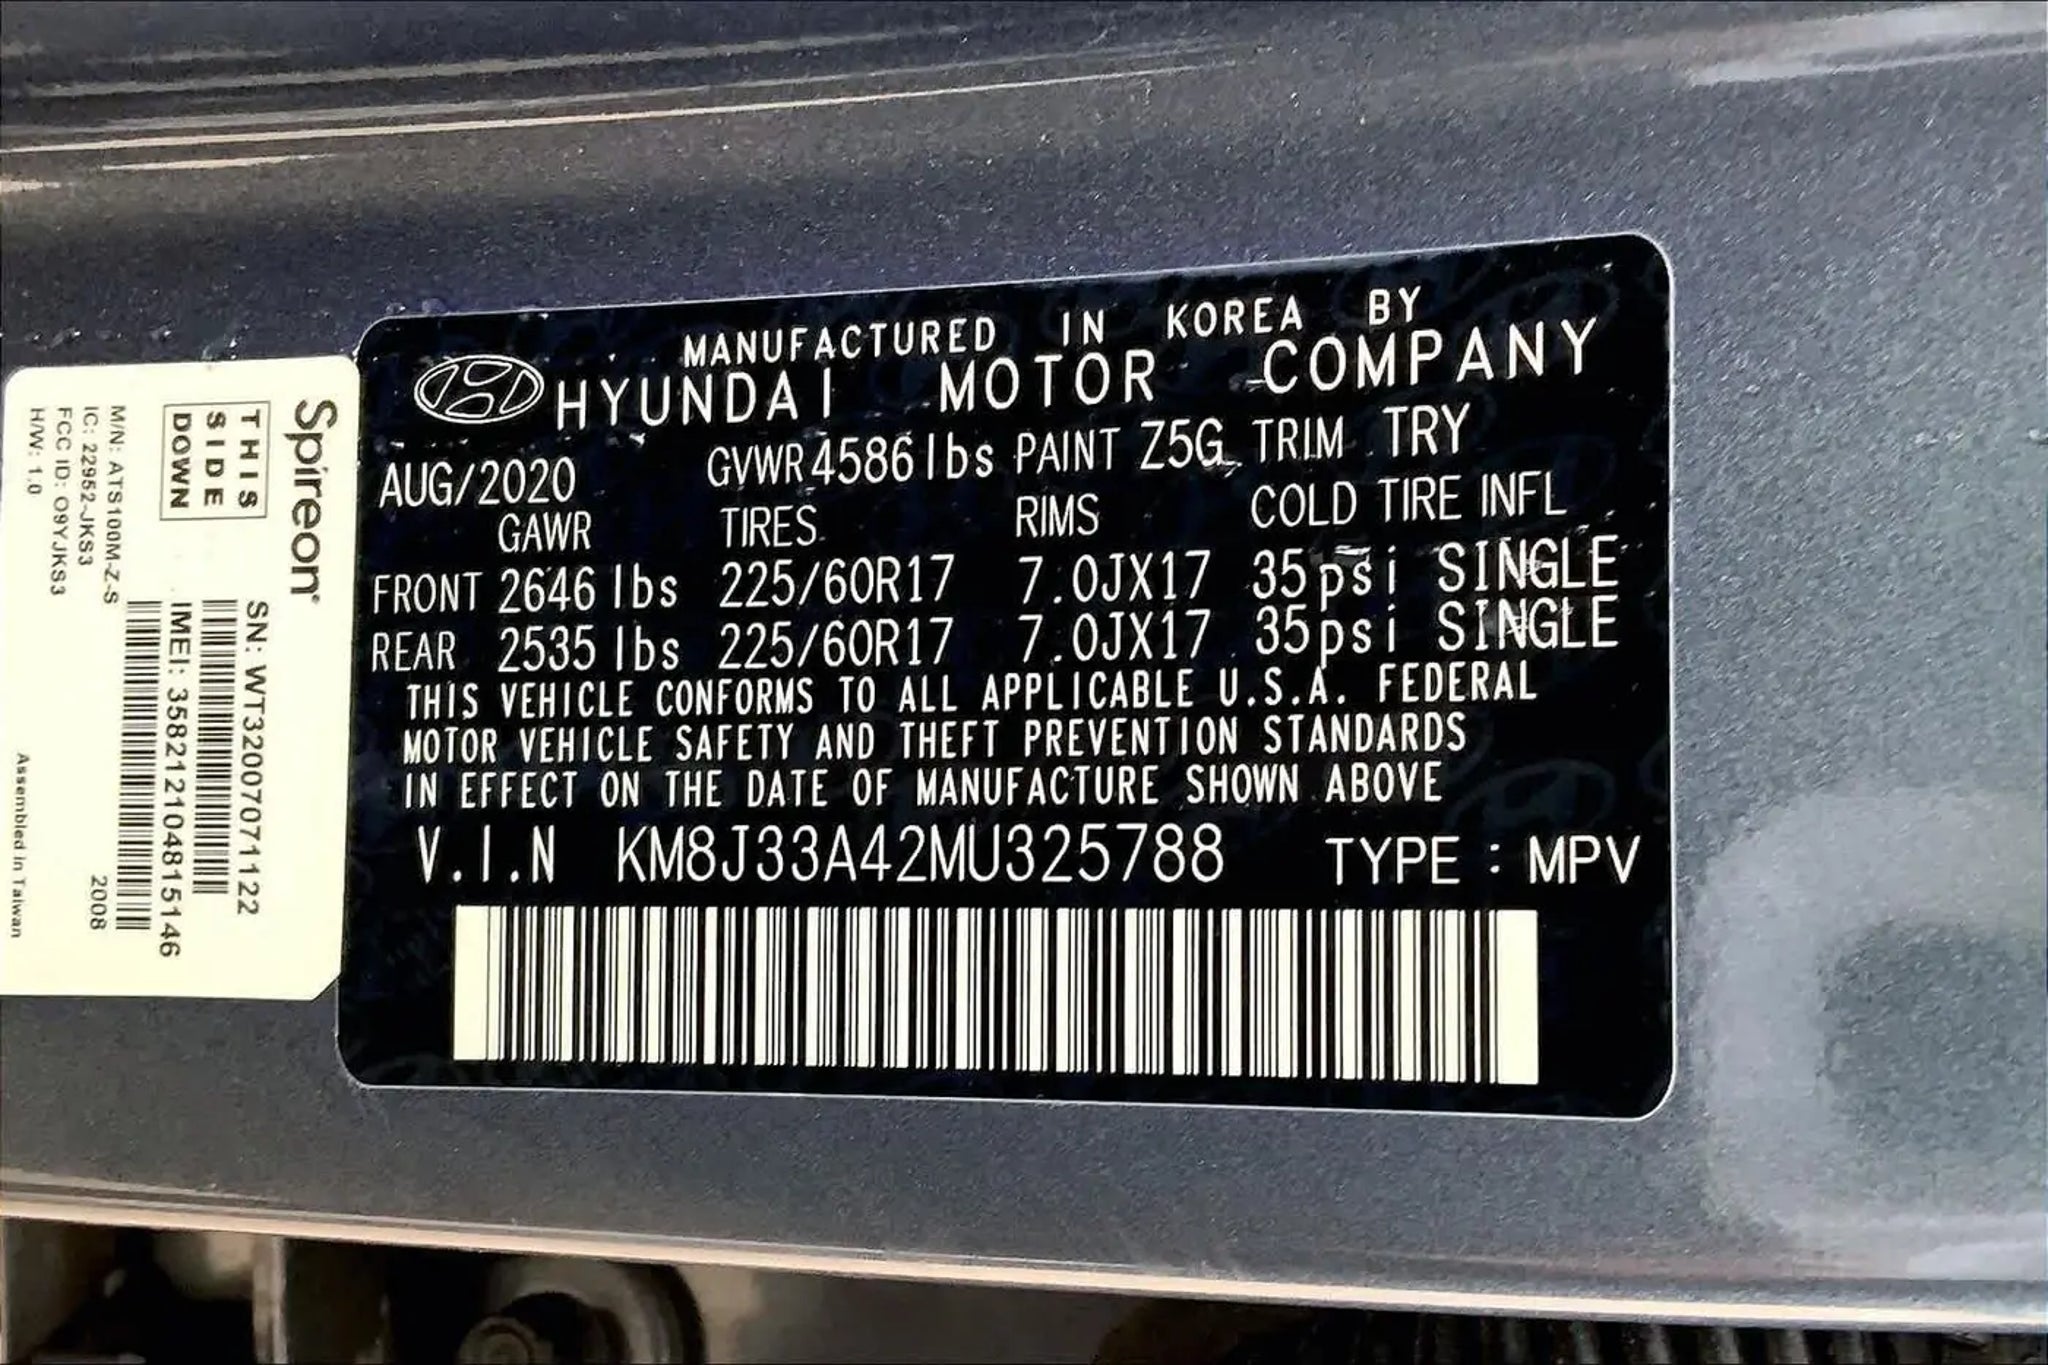 Spireon®
THIS
SIDE
DOWN
SN: WT32007071122
IMEI: 358212104815146
M/N: ATS100M-Z-S
IC: 22952-JKS3
FCC ID: O9YJKS3
H/W: 1.0
2008
Assembled in Taiwan
MANUFACTURED IN KOREA BY
HYUNDAI MOTOR COMPANY
AUG/2020 GVWR 4586lbs PAINT Z5G TRIM TRY
GAWR TIRES RIMS COLD TIRE INFL
FRONT 2646 lbs 225/60R17 7.0JX17 35psi SINGLE
REAR 2535 lbs 225/60R17 7.0JX17 35psi SINGLE
THIS VEHICLE CONFORMS TO ALL APPLICABLE U.S.A. FEDERAL
MOTOR VEHICLE SAFETY AND THEFT PREVENTION STANDARDS
IN EFFECT ON THE DATE OF MANUFACTURE SHOWN ABOVE
V.I.N KM8J33A42MU325788 TYPE : MPV